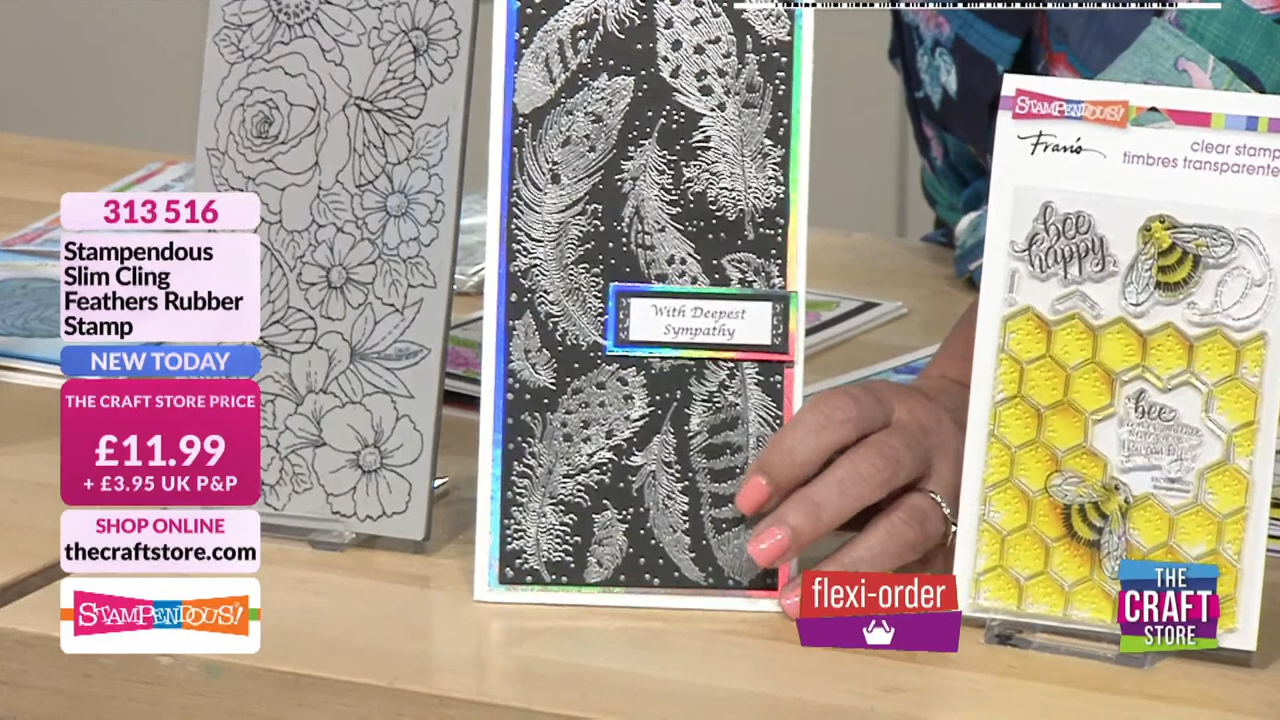 313 516
Stampendous
Slim Cling
Feathers Rubber
Stamp
NEW TODAY
THE CRAFT STORE PRICE
£11.99
+ £3.95 UK P&P
SHOP ONLINE
thecraftstore.com
STAMPENDOUS!
With Deepest
Sympathy
STAMPENDOUS!
Fran's
clear stamp
timbres transparente
bee
happy
bee
flexi-order
THE
CRAFT
STORE